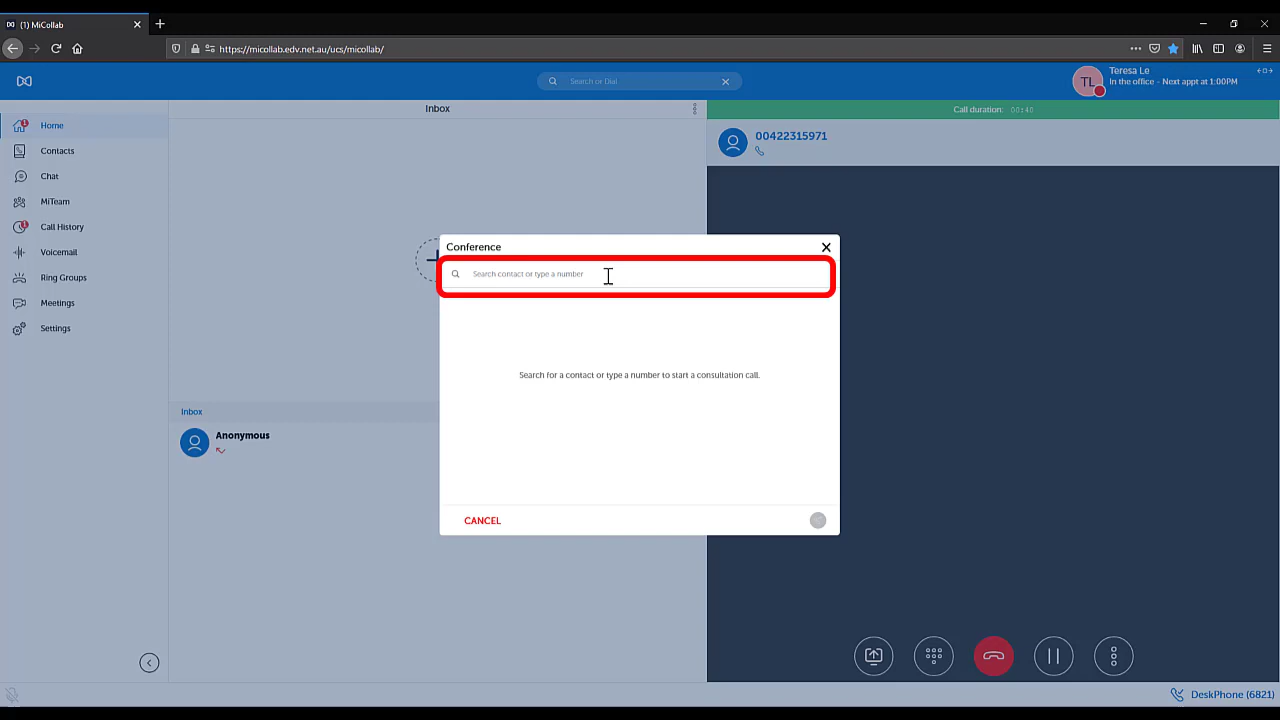 (1) MiCollab
https://micollab.edv.net.au/ucs/micollab/
Search or Dial
TL
Teresa Le
In the office - Next appt at 1:00PM
Home
Contacts
Chat
MiTeam
Call History
Voicemail
Ring Groups
Meetings
Settings
Inbox
Call duration: 00:40
00422315971
Conference
Search contact or type a number
Search for a contact or type a number to start a consultation call.
CANCEL
Inbox
Anonymous
DeskPhone (6821)